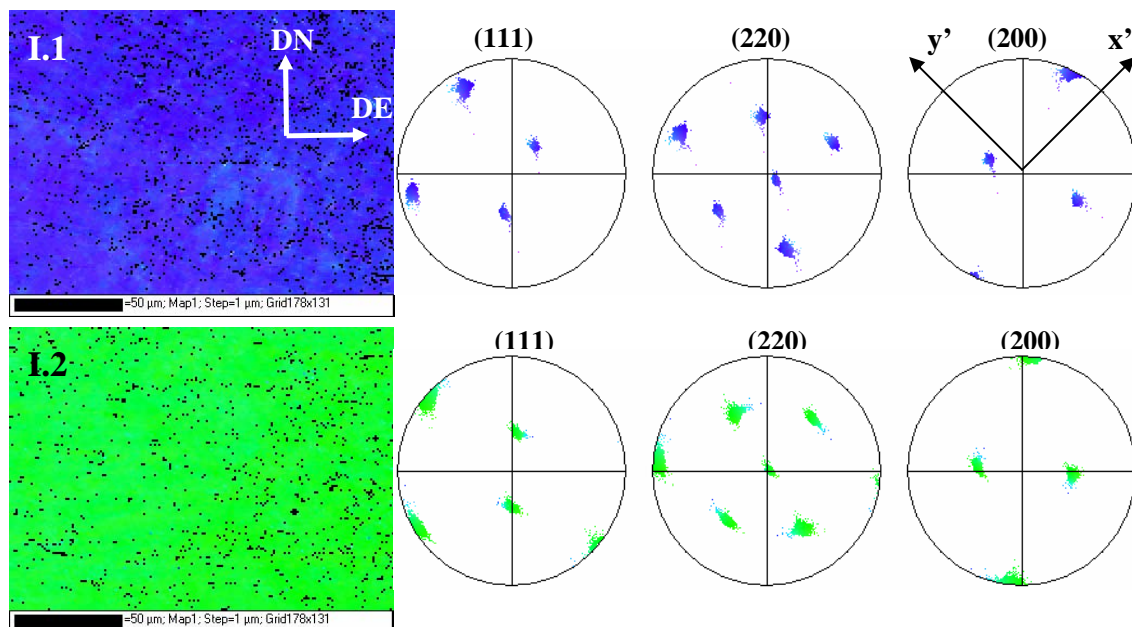 I.1
DN
DE
(111)
(220)
(200)
y'
x'
=50 µm; Map1; Step=1 µm; Grid178x131
I.2
(111)
(220)
(200)
=50 µm; Map1; Step=1 µm; Grid178x131